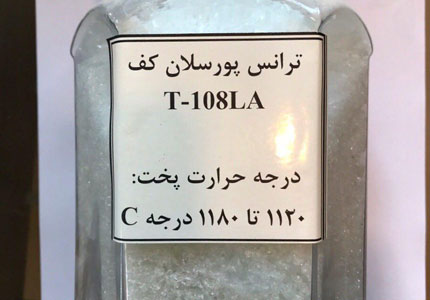 ترانس پورسلان کف
T-108LA
درجه حرارت پخت:
۱۱۲۰ تا ۱۱۸۰ درجه C